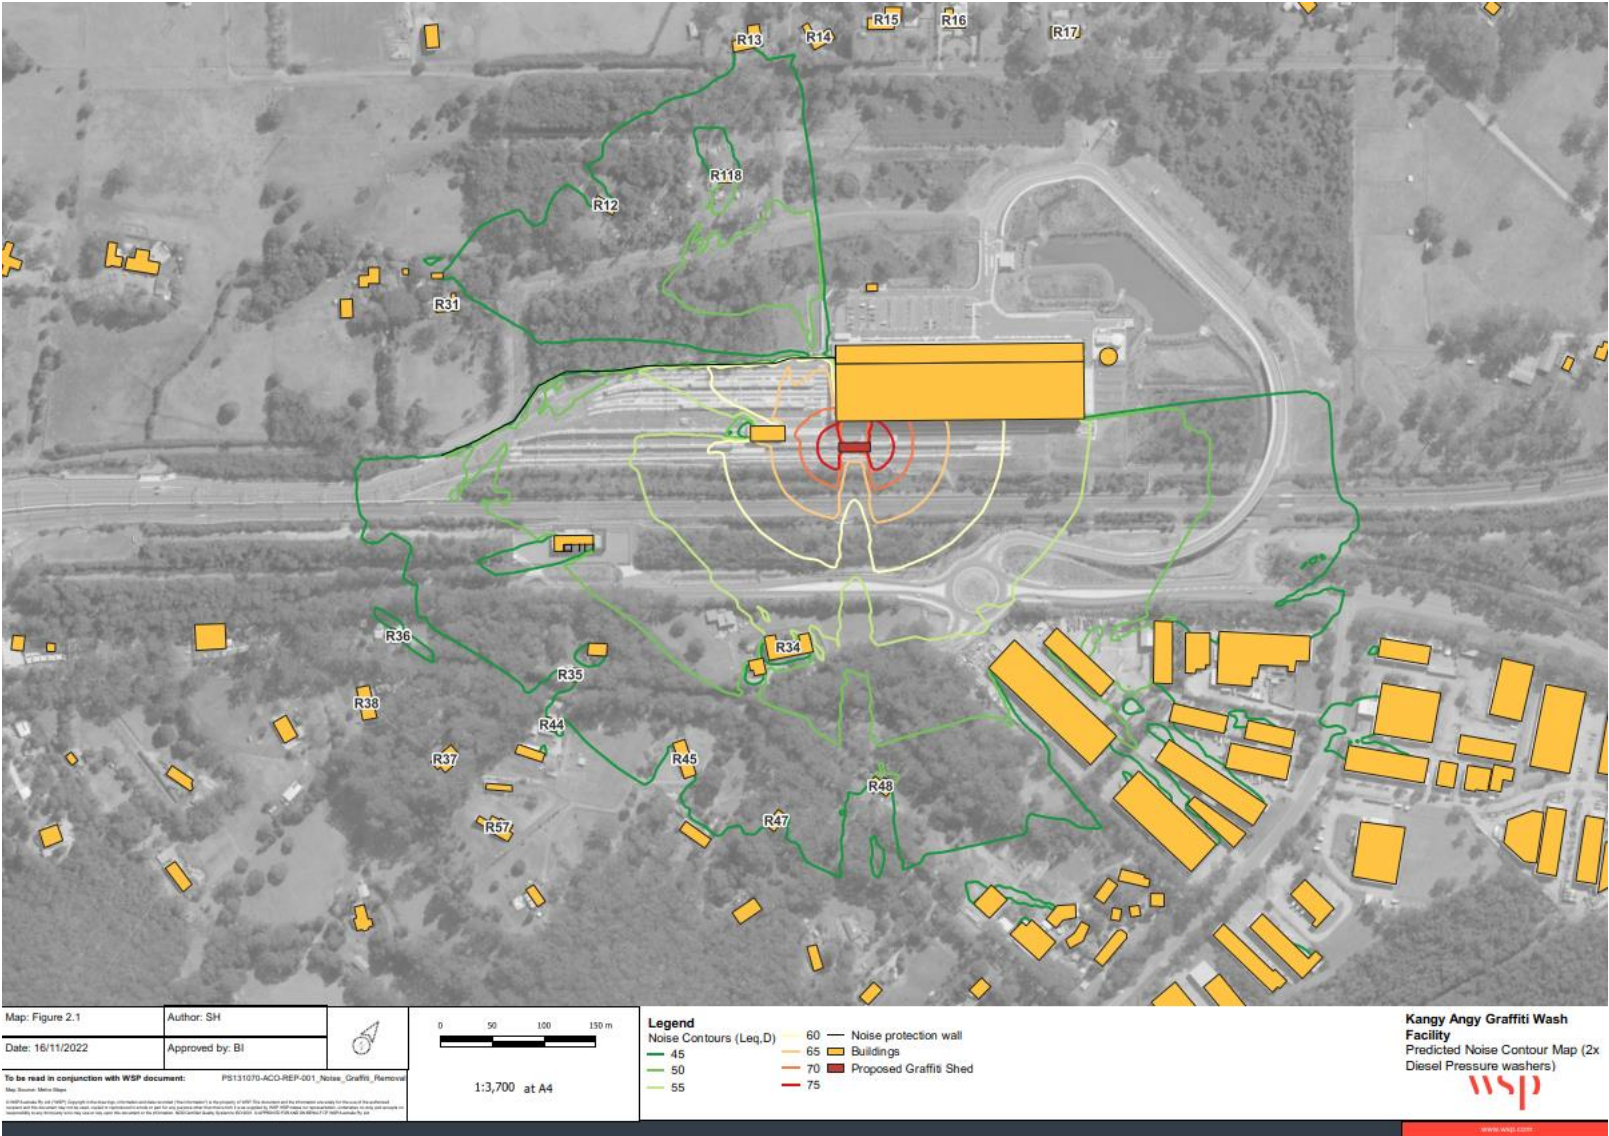 R13
R14
R15
R16
R17
R118
R12
R31
R34
R36
R35
R38
R44
R37
R45
R48
R57
R47
Map: Figure 2.1
Author: SH
Date: 16/11/2022
Approved by: BI
To be read in conjunction with WSP document: PS131070-ACO-REP-001_Noise_Graffiti_Removal
0 50 100 150 m
1:3,700 at A4
Legend
Noise Contours (Leq,D)
45
50
55
60
65
70
75
Noise protection wall
Buildings
Proposed Graffiti Shed
Kangy Angy Graffiti Wash
Facility
Predicted Noise Contour Map (2x
Diesel Pressure washers)
wsp
www.wsp.com